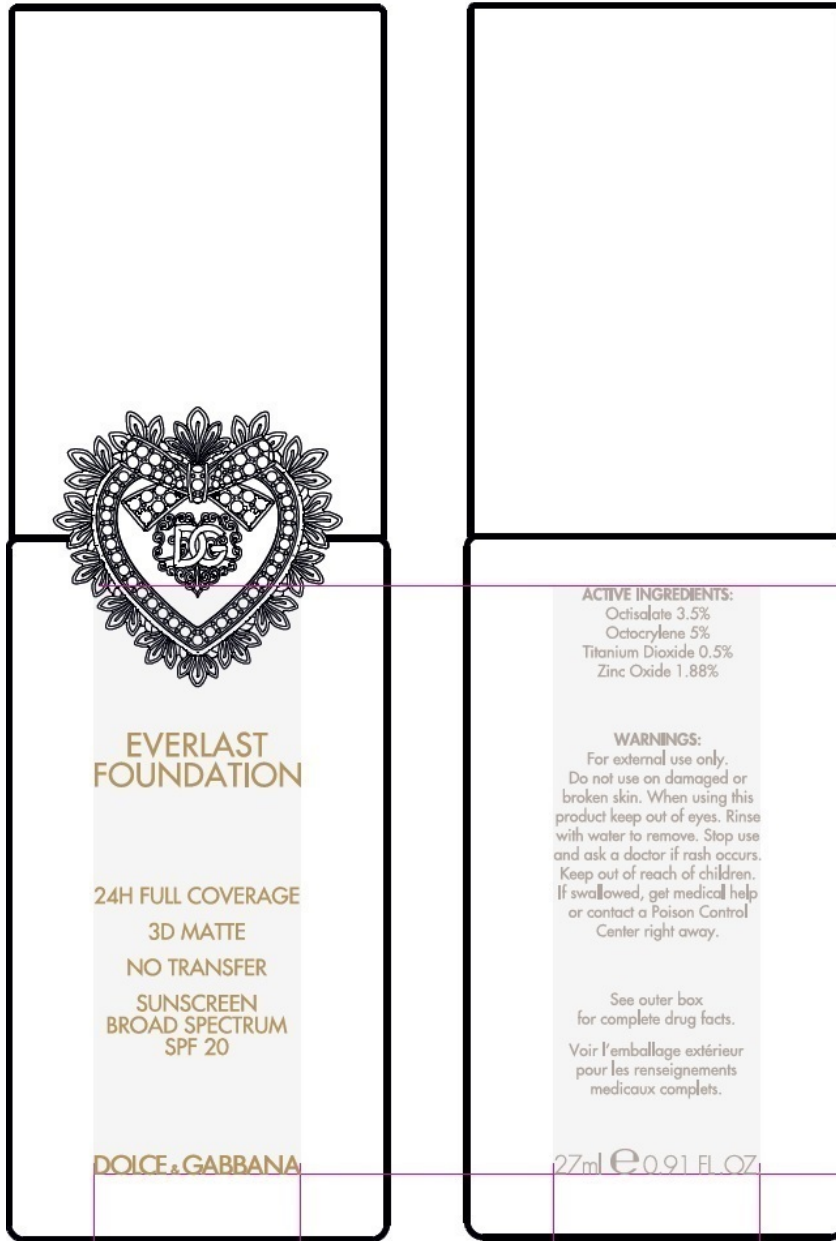 DG
EVERLAST
FOUNDATION
24H FULL COVERAGE
3D MATTE
NO TRANSFER
SUNSCREEN
BROAD SPECTRUM
SPF 20
DOLCE & GABBANA
ACTIVE INGREDIENTS:
Octisalate 3.5%
Octocrylene 5%
Titanium Dioxide 0.5%
Zinc Oxide 1.88%
WARNINGS:
For external use only.
Do not use on damaged or
broken skin. When using this
product keep out of eyes. Rinse
with water to remove. Stop use
and ask a doctor if rash occurs.
Keep out of reach of children.
If swallowed, get medical help
or contact a Poison Control
Center right away.
See outer box
for complete drug facts.
Voir l'emballage extérieur
pour les renseignements
medicaux complets.
27ml ℮ 0.91 FL.OZ.